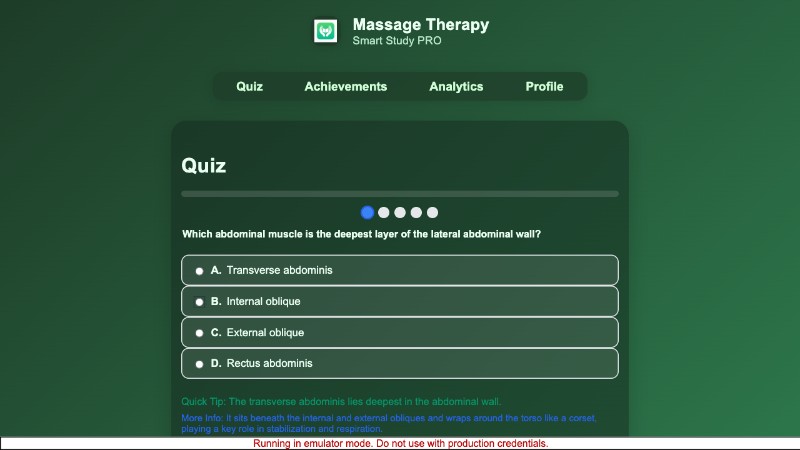 Massage Therapy
Smart Study PRO
Quiz Achievements Analytics Profile
Quiz
Which abdominal muscle is the deepest layer of the lateral abdominal wall?
A. Transverse abdominis
B. Internal oblique
C. External oblique
D. Rectus abdominis
Quick Tip: The transverse abdominis lies deepest in the abdominal wall.
More Info: It sits beneath the internal and external obliques and wraps around the torso like a corset,
playing a key role in stabilization and respiration.
Running in emulator mode. Do not use with production credentials.